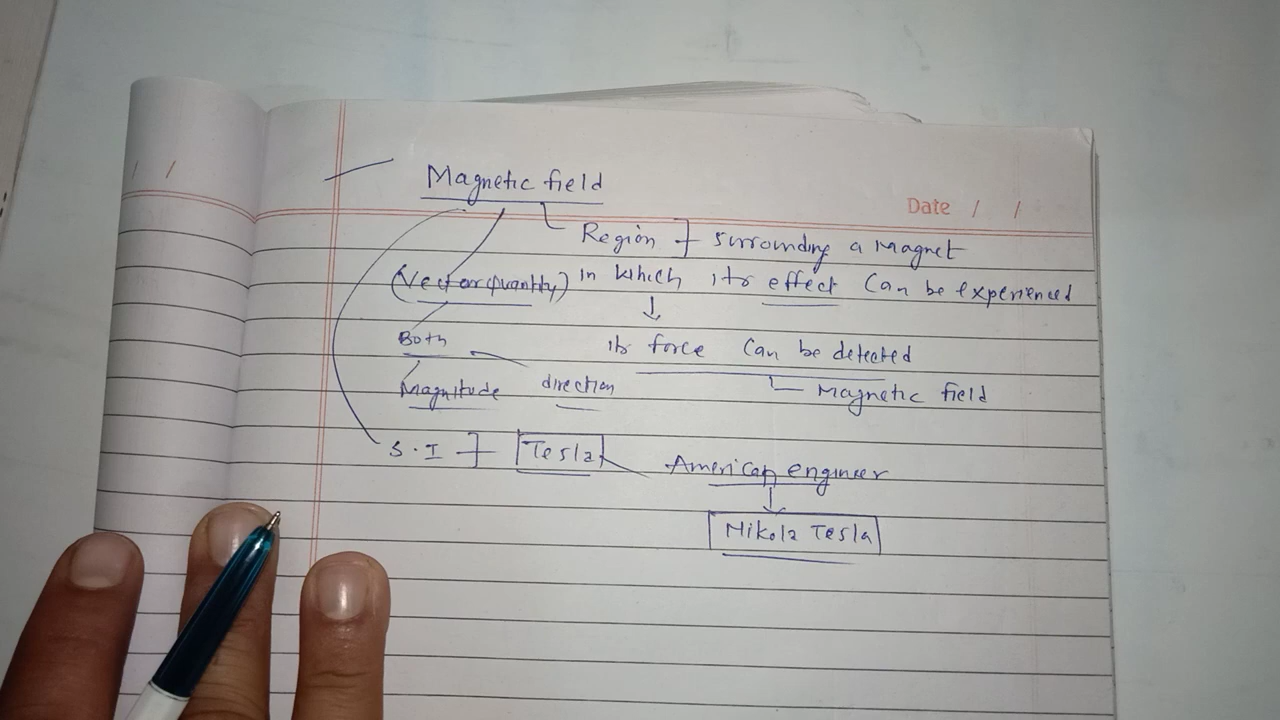 Magnetic field
Date / /
Region } surrounding a Magnet
(Vector quantity) in which its effect can be experienced
Both its force can be detected
Magnitude direction Magnetic field
S.I } Tesla American engineer
Nikola Tesla